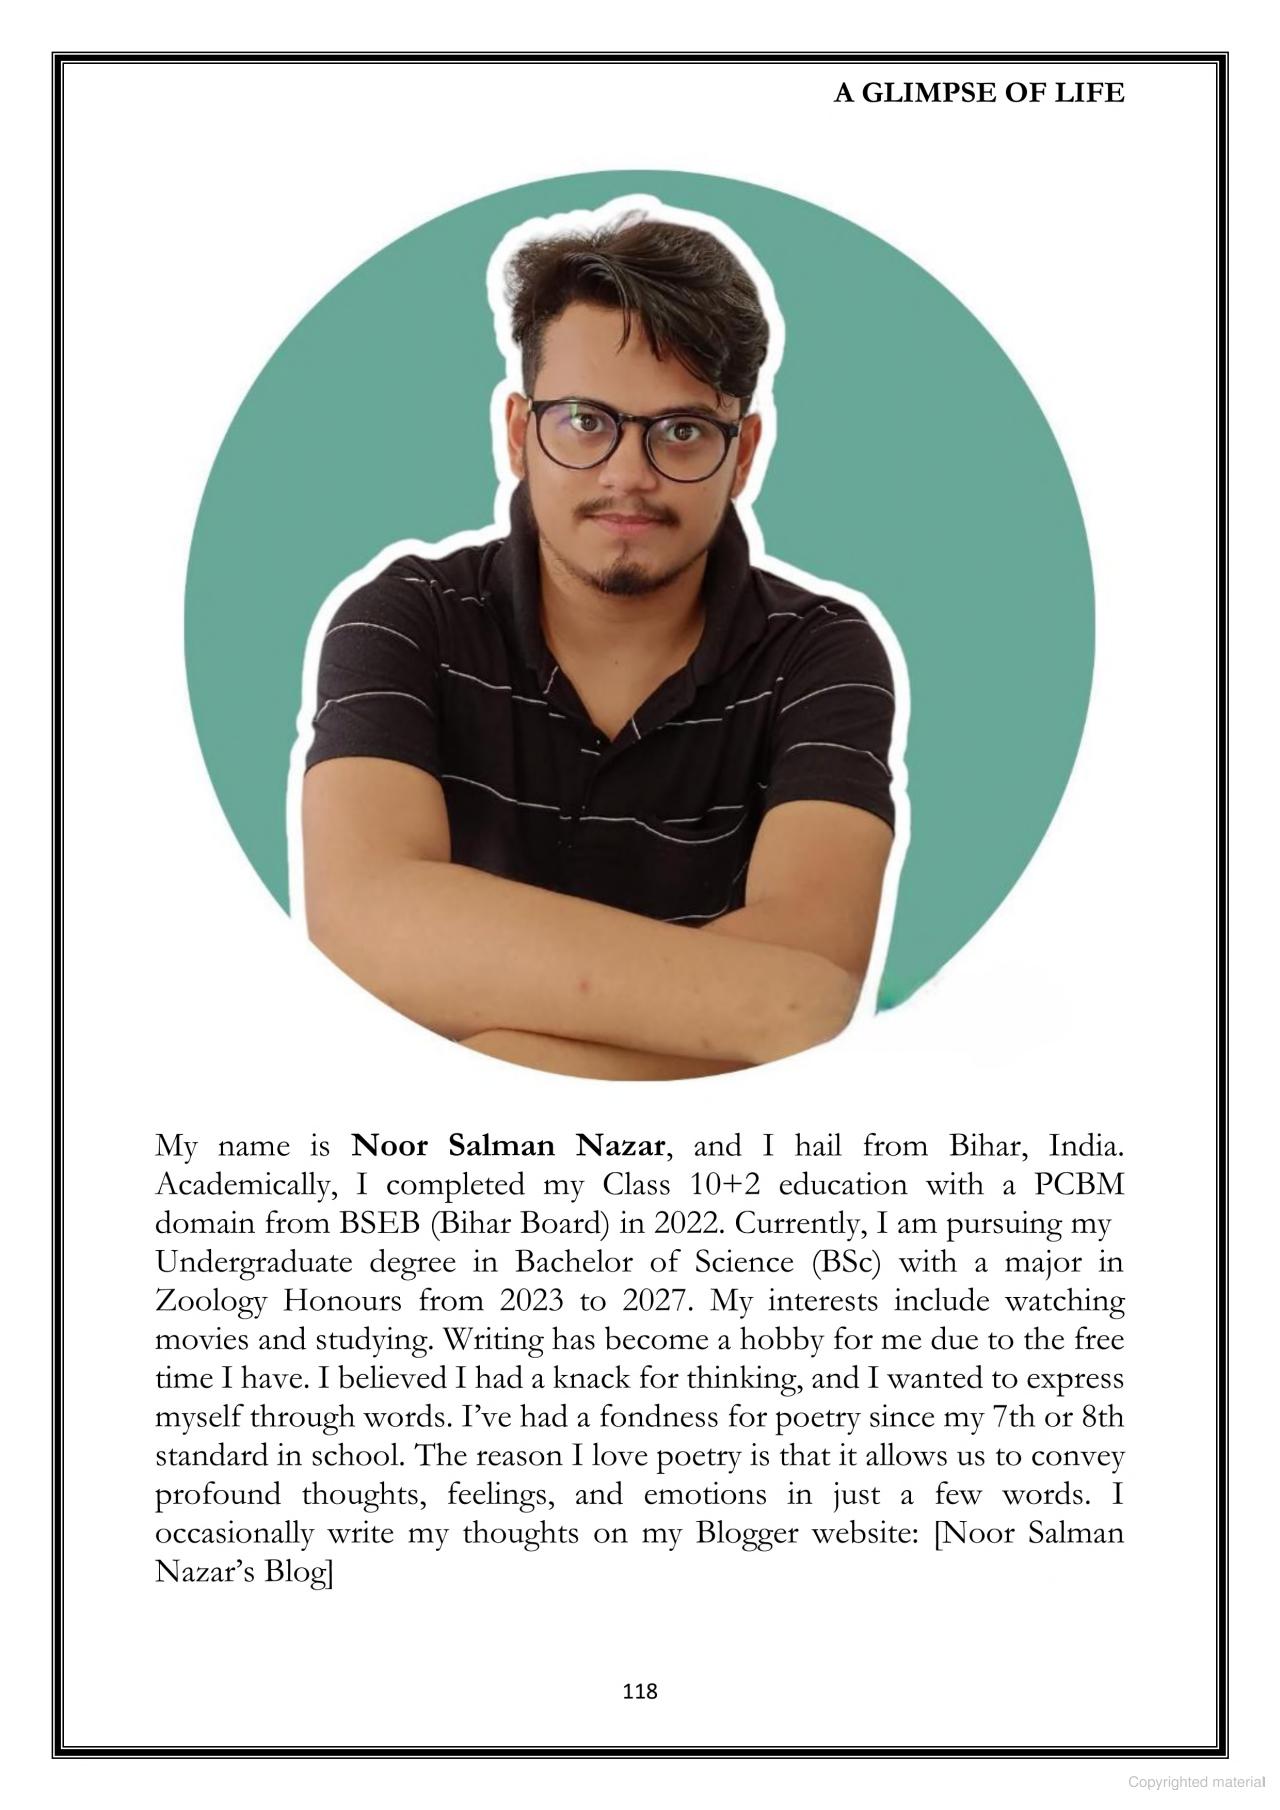 A GLIMPSE OF LIFE
My name is Noor Salman Nazar, and I hail from Bihar, India.
Academically, I completed my Class 10+2 education with a PCBM
domain from BSEB (Bihar Board) in 2022. Currently, I am pursuing my
Undergraduate degree in Bachelor of Science (BSc) with a major in
Zoology Honours from 2023 to 2027. My interests include watching
movies and studying. Writing has become a hobby for me due to the free
time I have. I believed I had a knack for thinking, and I wanted to express
myself through words. I’ve had a fondness for poetry since my 7th or 8th
standard in school. The reason I love poetry is that it allows us to convey
profound thoughts, feelings, and emotions in just a few words. I
occasionally write my thoughts on my Blogger website: [Noor Salman
Nazar’s Blog]
118
Copyrighted material